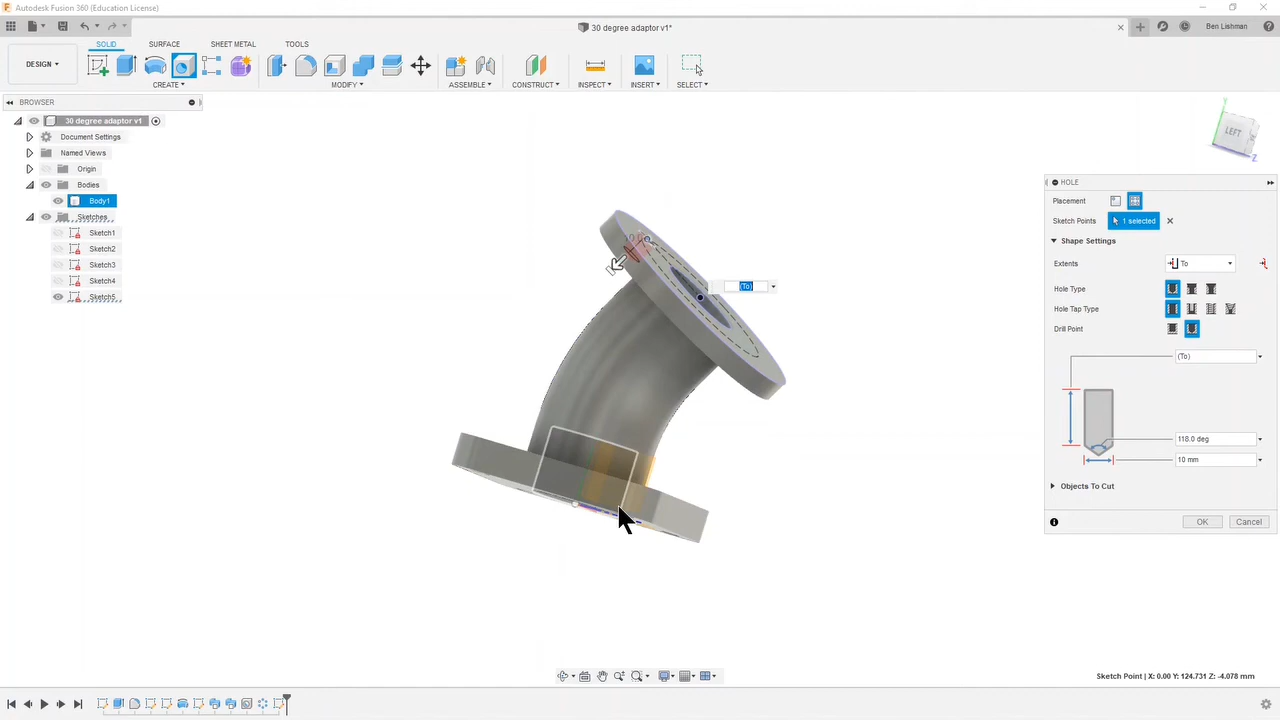 Autodesk Fusion 360 (Education License)
30 degree adaptor v1*
Ben Lishman
DESIGN
SOLID
SURFACE
SHEET METAL
TOOLS
CREATE
MODIFY
ASSEMBLE
CONSTRUCT
INSPECT
INSERT
SELECT
BROWSER
30 degree adaptor v1
Document Settings
Named Views
Origin
Bodies
Body1
Sketches
Sketch1
Sketch2
Sketch3
Sketch4
Sketch5
(To)
Y
LEFT
Z
HOLE
Placement
Sketch Points
1 selected
Shape Settings
Extents
To
Hole Type
Hole Tap Type
Drill Point
(To)
118.0 deg
10 mm
Objects To Cut
OK
Cancel
Sketch Point | X: 0.00 Y: 124.731 Z: -4.078 mm